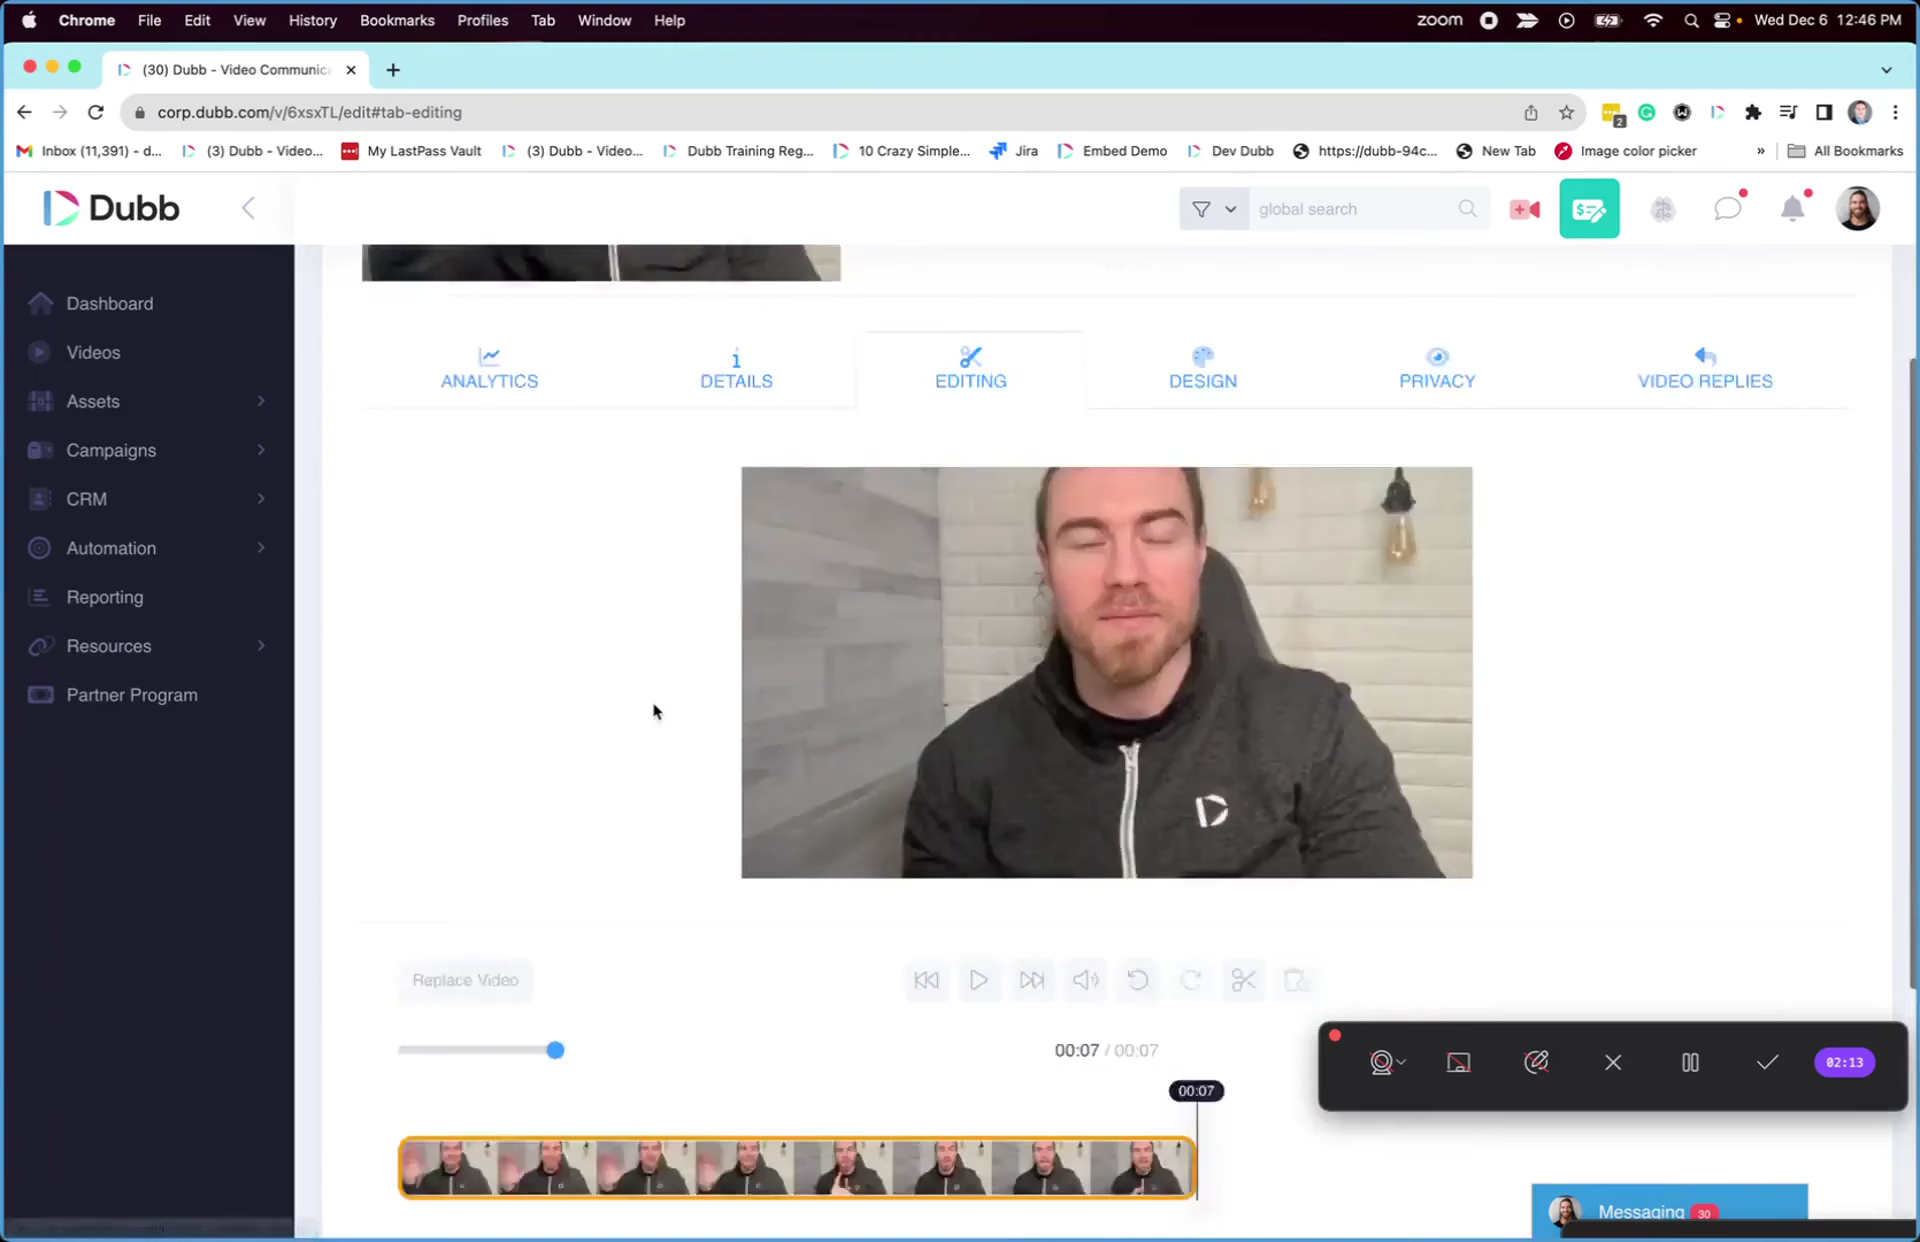 Chrome File Edit View History Bookmarks Profiles Tab Window Help zoom Wed Dec 6 12:46 PM
(30) Dubb - Video Communic
corp.dubb.com/v/6xsxTL/edit#tab-editing 2
Inbox (11,391) - d... (3) Dubb - Video... My LastPass Vault (3) Dubb - Video... Dubb Training Reg... 10 Crazy Simple... Jira Embed Demo Dev Dubb https://dubb-94c... New Tab Image color picker » All Bookmarks
Dubb global search
Dashboard
Videos
Assets
Campaigns
CRM
Automation
Reporting
Resources
Partner Program
ANALYTICS DETAILS EDITING DESIGN PRIVACY VIDEO REPLIES
Replace Video
00:07 / 00:07
00:07
02:13
Messaging 30